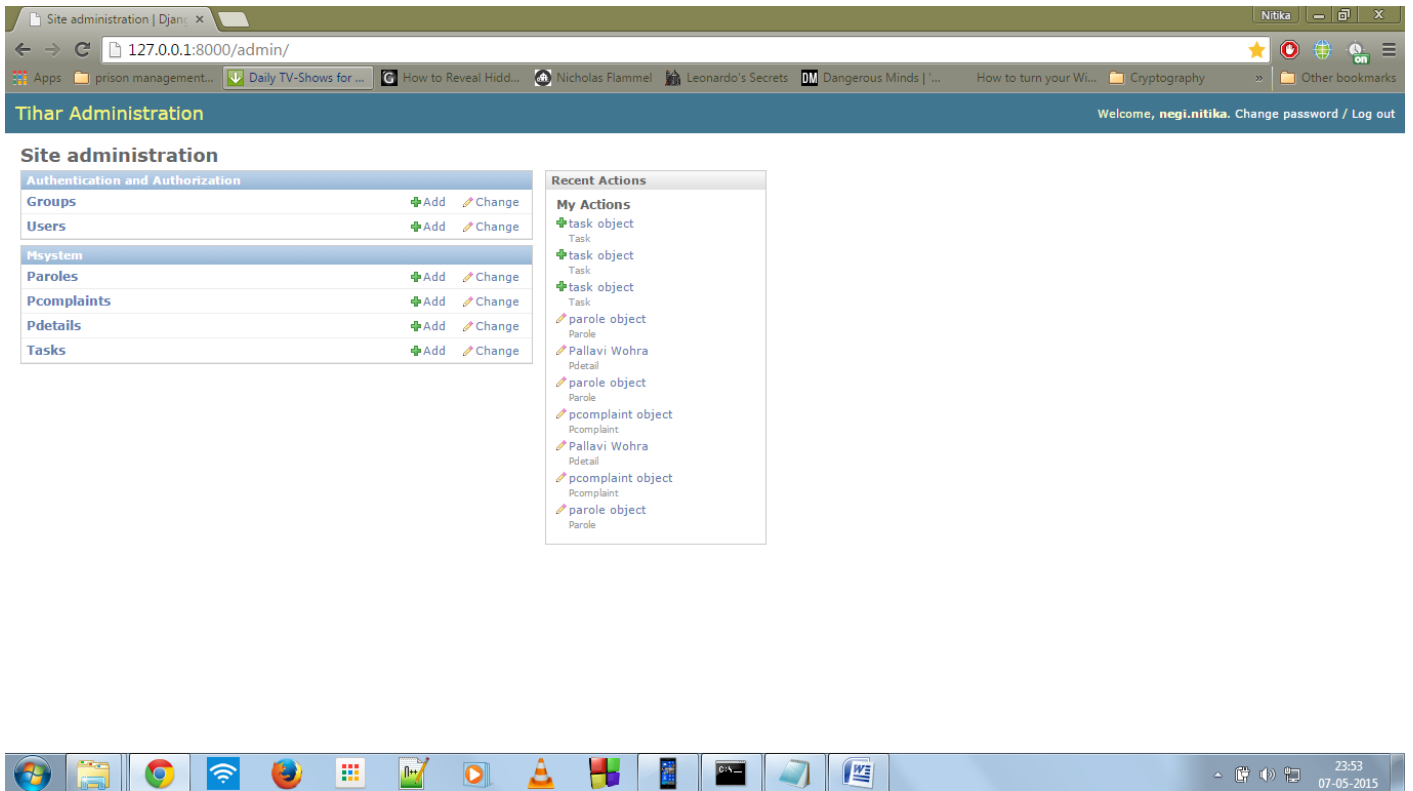 Site administration | Djang
Nitika
127.0.0.1:8000/admin/
Apps prison management... Daily TV-Shows for ... How to Reveal Hidd... Nicholas Flammel Leonardo's Secrets DM Dangerous Minds | '... How to turn your Wi... Cryptography » Other bookmarks
Tihar Administration
Welcome, negi.nitika. Change password / Log out
Site administration
Authentication and Authorization
Groups Add Change
Users Add Change
Msystem
Paroles Add Change
Pcomplaints Add Change
Pdetails Add Change
Tasks Add Change
Recent Actions
My Actions
task object
Task
task object
Task
task object
Task
parole object
Parole
Pallavi Wohra
Pdetail
parole object
Parole
pcomplaint object
Pcomplaint
Pallavi Wohra
Pdetail
pcomplaint object
Pcomplaint
parole object
Parole
on
23:53
07-05-2015